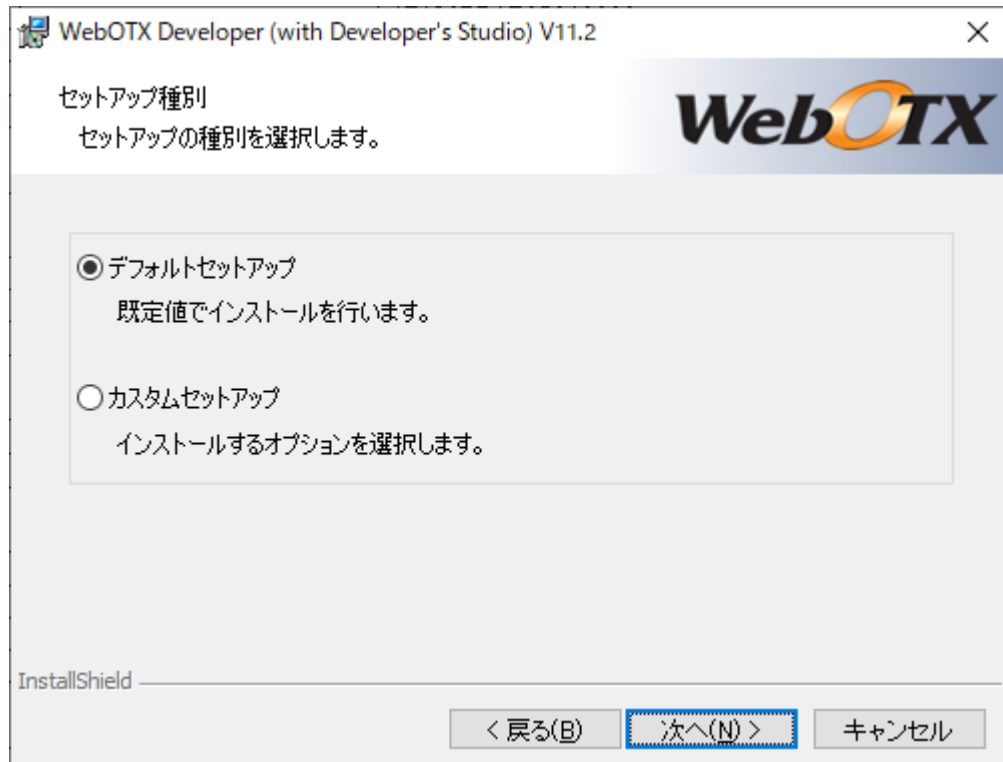 WebOTX Developer (with Developer's Studio) V11.2
セットアップ種別
セットアップの種別を選択します。
WebOTX
デフォルトセットアップ
既定値でインストールを行います。
カスタムセットアップ
インストールするオプションを選択します。
InstallShield
< 戻る(B)
次へ(N) >
キャンセル